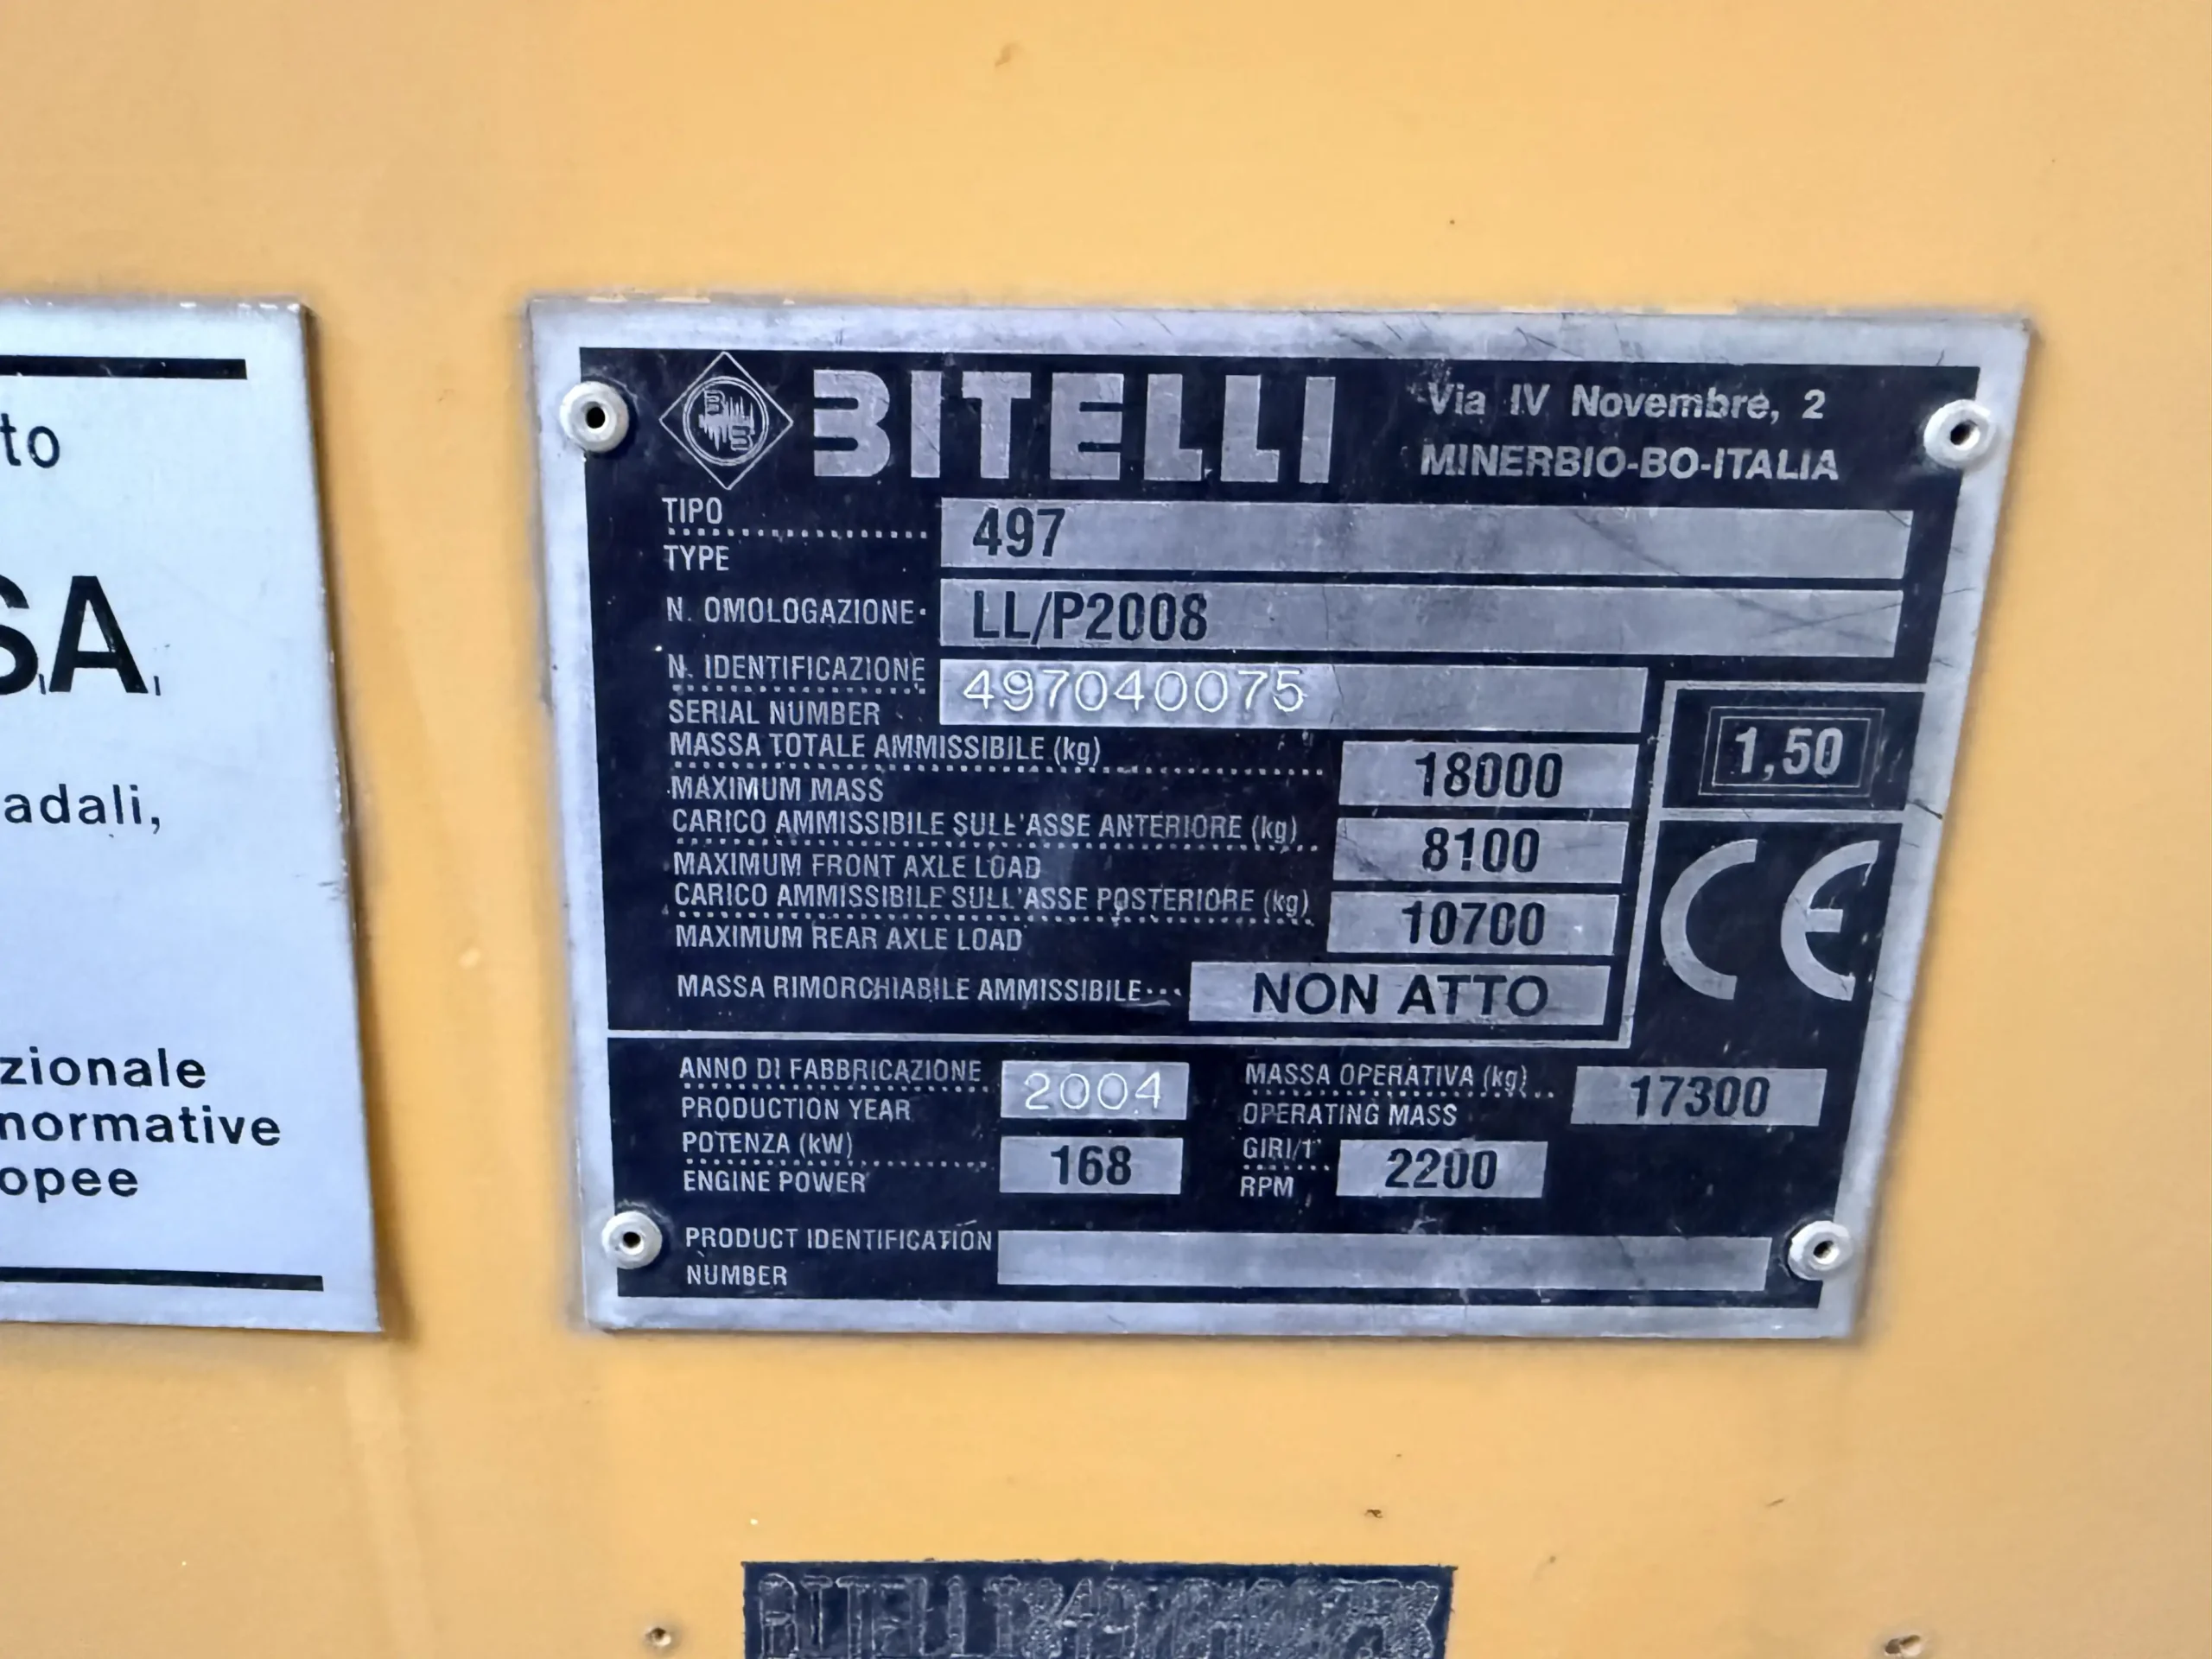 to
SA
adali,
zionale
normative
opee
BITELLI
Via IV Novembre, 2
MINERBIO-BO-ITALIA
TIPO
TYPE
497
N. OMOLOGAZIONE
LL/P2008
N. IDENTIFICAZIONE
SERIAL NUMBER
497040075
MASSA TOTALE AMMISSIBILE (kg)
MAXIMUM MASS
18000
1,50
CARICO AMMISSIBILE SULL'ASSE ANTERIORE (kg)
MAXIMUM FRONT AXLE LOAD
8100
CARICO AMMISSIBILE SULL'ASSE POSTERIORE (kg)
MAXIMUM REAR AXLE LOAD
10700
CE
MASSA RIMORCHIABILE AMMISSIBILE
NON ATTO
ANNO DI FABBRICAZIONE
PRODUCTION YEAR
2004
MASSA OPERATIVA (kg)
OPERATING MASS
17300
POTENZA (kW)
ENGINE POWER
168
GIRI/1'
RPM
2200
PRODUCT IDENTIFICATION
NUMBER
BITELLI